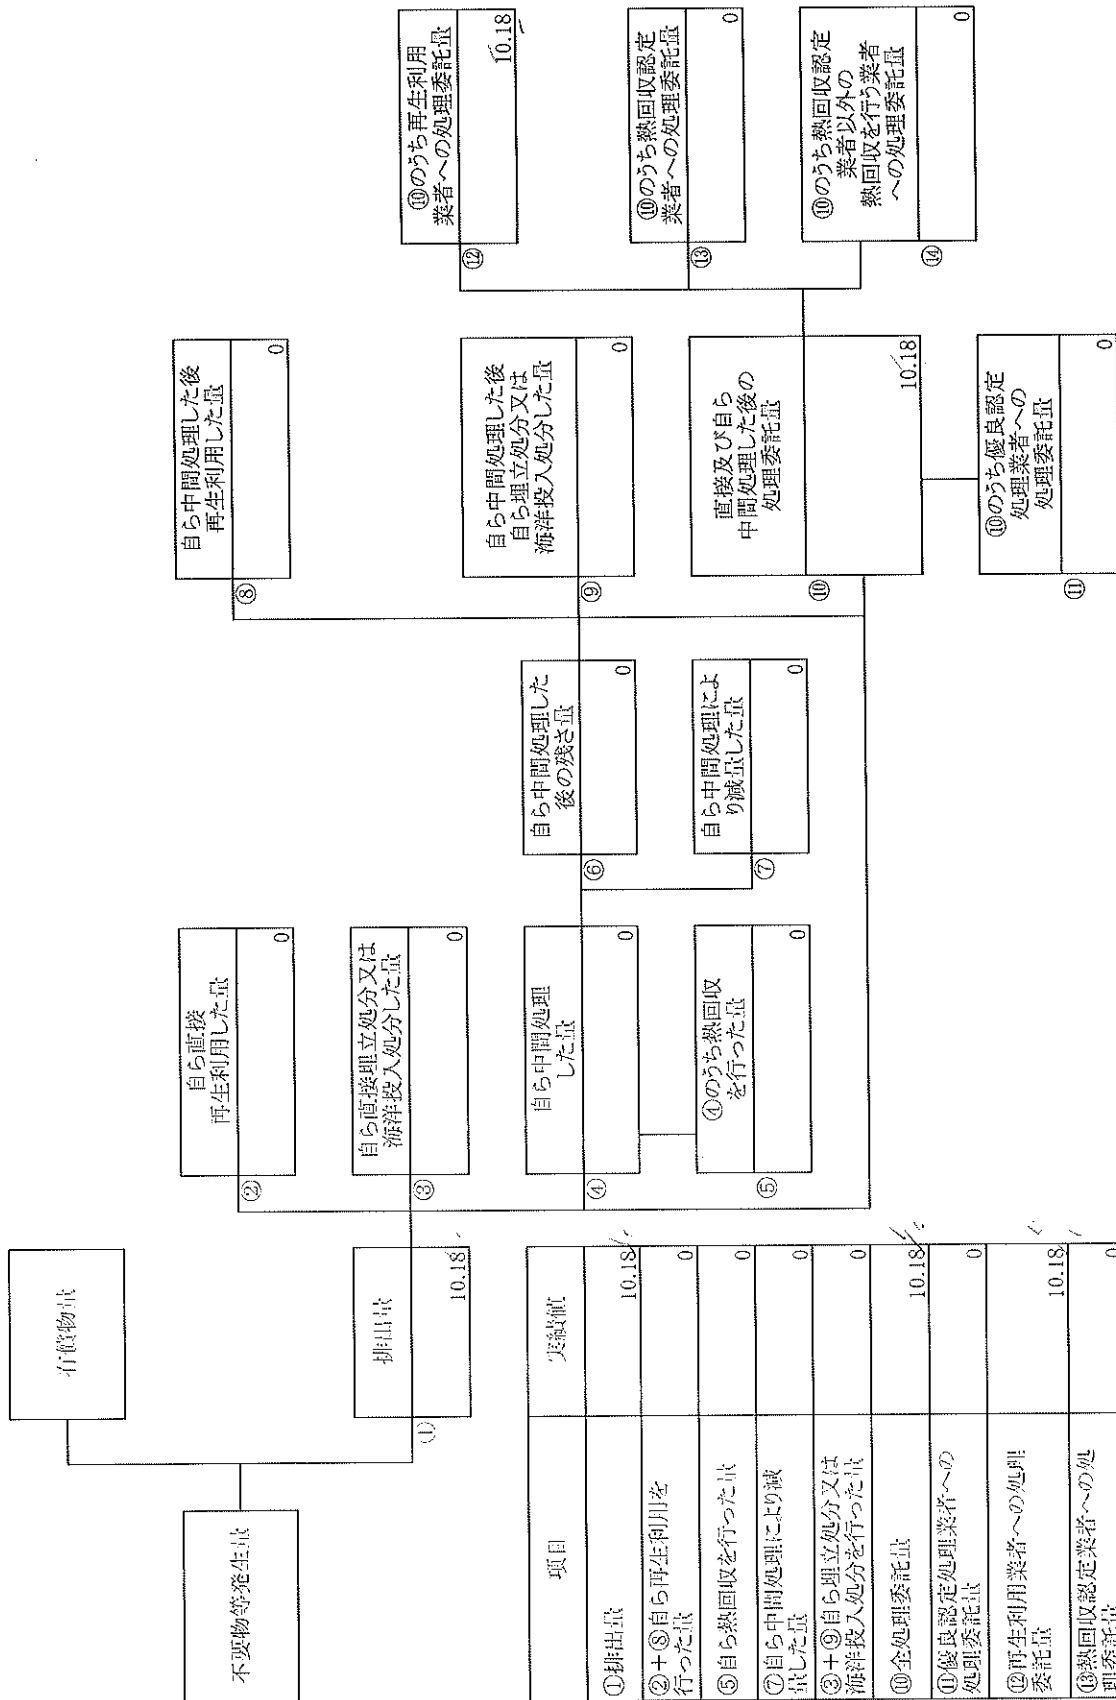 不要物等発生量
有償物量
排出量
①
10.18
自ら直接
再生利用した量
②
0
自ら直接埋立処分又は
海洋投入処分した量
③
0
自ら中間処理
した量
④
0
④のうち熱回収
を行った量
⑤
0
自ら中間処理した
後の残さ量
⑥
0
自ら中間処理によ
り減量した量
⑦
0
自ら中間処理した後
再生利用した量
⑧
0
自ら中間処理した後
自ら埋立処分又は
海洋投入処分した量
⑨
0
直接及び自ら
中間処理した後の
処理委託量
⑩
10.18
⑩のうち優良認定
処理業者への
処理委託量
⑪
0
⑩のうち再生利用
業者への処理委託量
⑫
10.18
⑩のうち熱回収認定
業者への処理委託量
⑬
0
⑩のうち熱回収認定
業者以外の
熱回収を行う業者
への処理委託量
⑭
0
項目 実績値
①排出量 10.18
②+⑧自ら再生利用を
行った量 0
⑤自ら熱回収を行った量 0
⑦自ら中間処理により減
量した量 0
③+⑨自ら埋立処分又は
海洋投入処分を行った量 0
⑩全処理委託量 10.18
⑪優良認定処理業者への
処理委託量 0
⑫再生利用業者への処理
委託量 10.18
⑬熱回収認定業者への処
理委託量 0